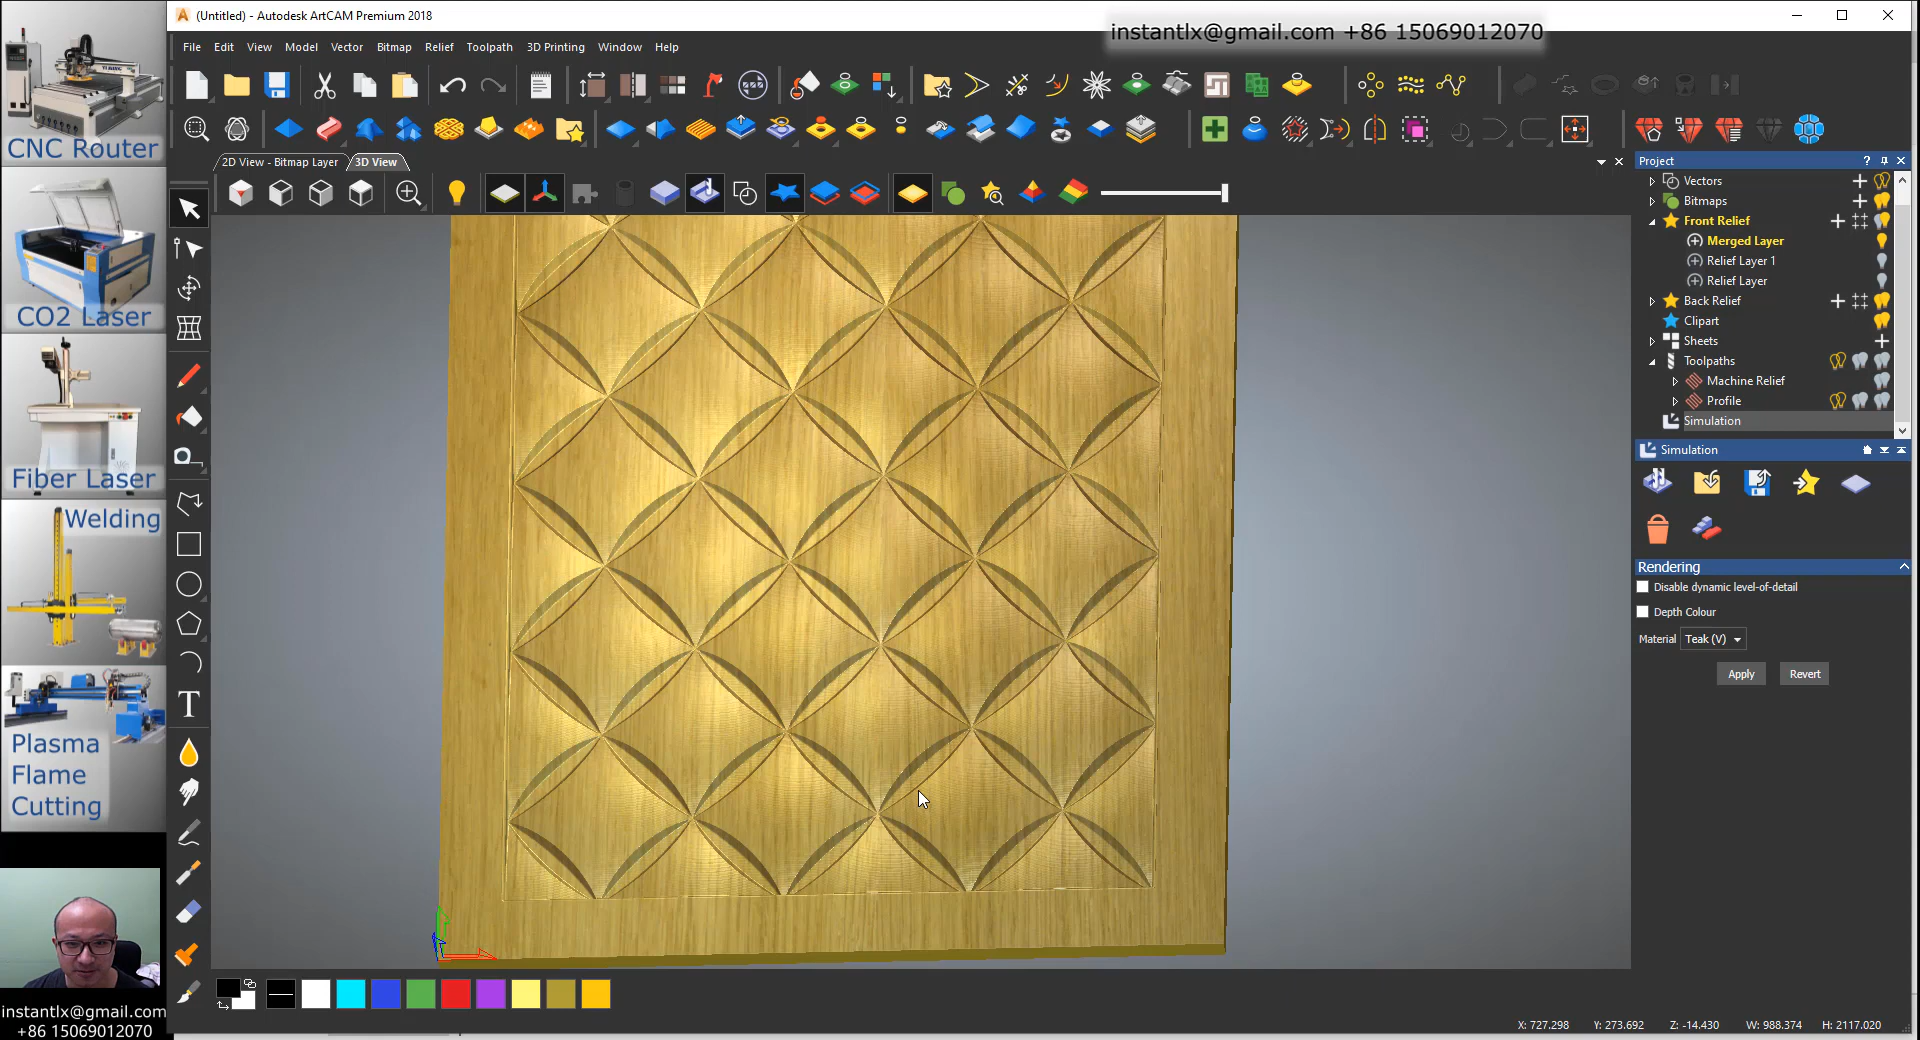 (Untitled) - Autodesk ArtCAM Premium 2018
instantlx@gmail.com +86 15069012070
File Edit View Model Vector Bitmap Relief Toolpath 3D Printing Window Help
CNC Router
2D View - Bitmap Layer
3D View
CO2 Laser
Fiber Laser
T
Welding
Plasma
Flame
Cutting
instantlx@gmail.com
+86 15069012070
Project
Vectors
Bitmaps
Front Relief
Merged Layer
Relief Layer 1
Relief Layer
Back Relief
Clipart
Sheets
Toolpaths
Machine Relief
Profile
Simulation
Simulation
Rendering
Disable dynamic level-of-detail
Depth Colour
Material Teak (V)
Apply Revert
X: 727.298 Y: 273.692 Z: -14.430 W: 988.374 H: 2117.020